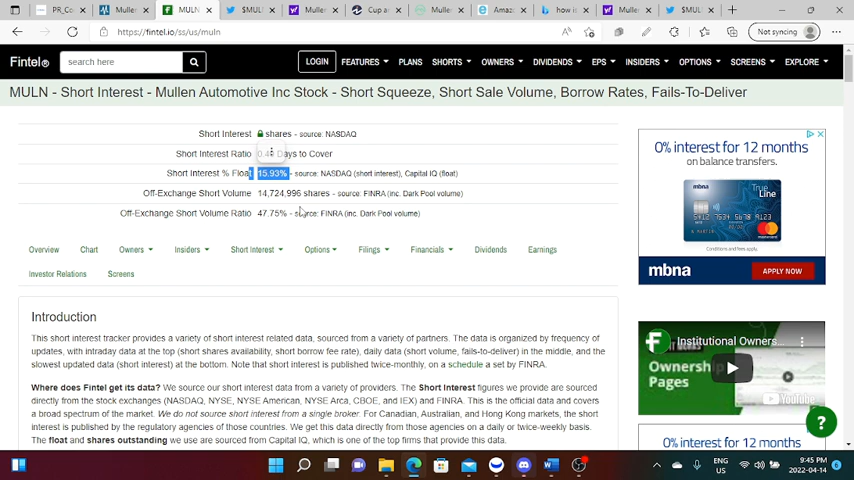 PR_Co
Mullen
MULN
$MULN
Mullen
Cup a
Mullen
Amaz
how is
Mullen
$MULN
https://fintel.io/ss/us/muln
Not syncing
Fintel®
search here
LOGIN
FEATURES
PLANS
SHORTS
OWNERS
DIVIDENDS
EPS
INSIDERS
OPTIONS
SCREENS
EXPLORE
MULN - Short Interest - Mullen Automotive Inc Stock - Short Squeeze, Short Sale Volume, Borrow Rates, Fails-To-Deliver
Short Interest shares - source: NASDAQ
Short Interest Ratio Days to Cover
Short Interest % Float 15.93% - source: NASDAQ (short interest), Capital IQ (float)
Off-Exchange Short Volume 14,724,996 shares - source: FINRA (inc. Dark Pool volume)
Off-Exchange Short Volume Ratio 47.75% - source: FINRA (inc. Dark Pool volume)
Overview
Chart
Owners
Insiders
Short Interest
Options
Filings
Financials
Dividends
Earnings
Investor Relations
Screens
Introduction
This short interest tracker provides a variety of short interest related data, sourced from a variety of partners. The data is organized by frequency of
updates, with intraday data at the top (short shares availability, short borrow fee rate), daily data (short volume, fails-to-deliver) in the middle, and the
slowest updated data (short interest) at the bottom. Note that short interest is published twice-monthly, on a schedule a set by FINRA.
Where does Fintel get its data? We source our short interest data from a variety of providers. The Short Interest figures we provide are sourced
directly from the stock exchanges (NASDAQ, NYSE, NYSE American, NYSE Arca, CBOE, and IEX) and FINRA. This is the official data and covers
a broad spectrum of the market. We do not source short interest from a single broker. For Canadian, Australian, and Hong Kong markets, the short
interest is published by the regulatory agencies of those countries. We get this data directly from those agencies on a daily or twice-weekly basis.
The float and shares outstanding we use are sourced from Capital IQ, which is one of the top firms that provide this data.
0% interest for 12 months
on balance transfers.
Conditions and fees apply.
mbna
APPLY NOW
Institutional Owners...
Ownership
Pages
YouTube
0% interest for 12 months
?
ENG
US
9:45 PM
2022-04-14
6